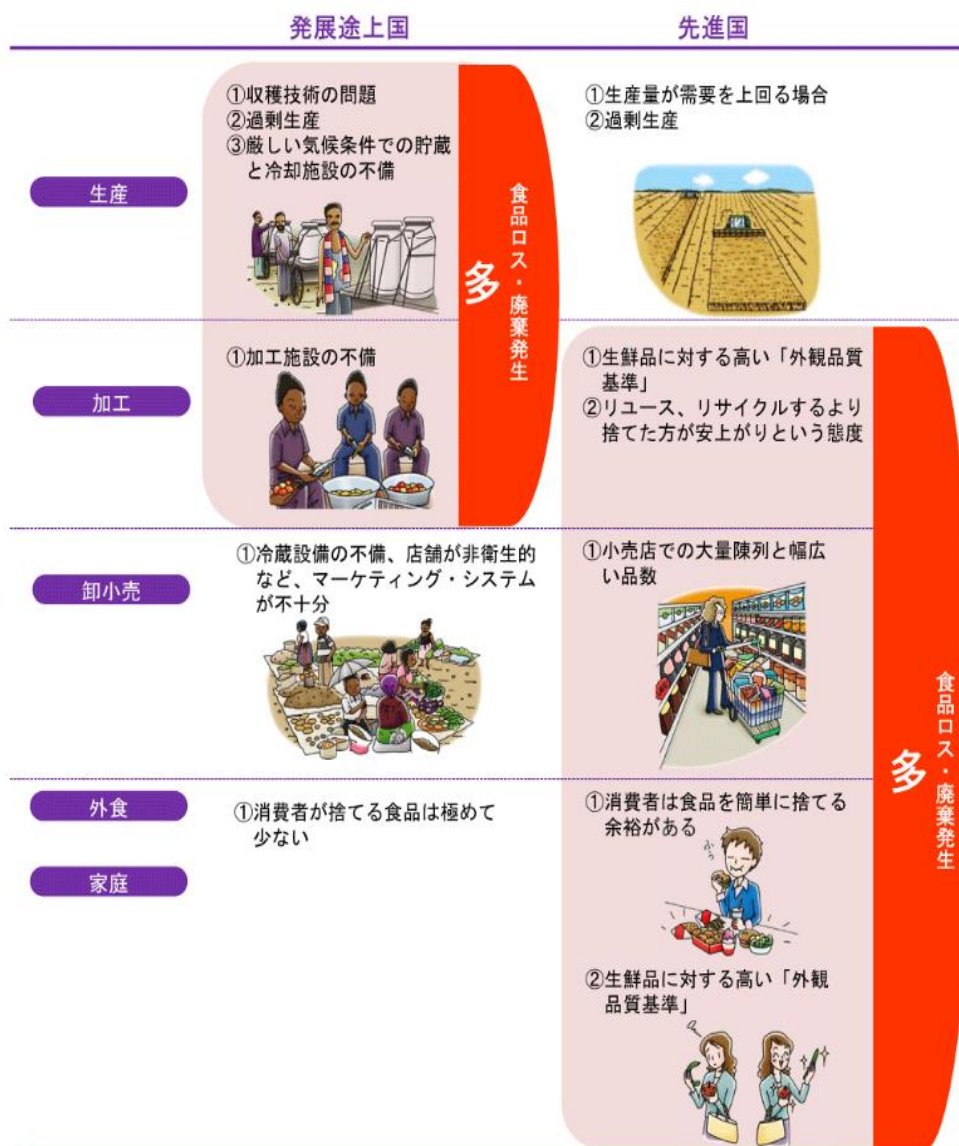 発展途上国
先進国
生産
①収穫技術の問題
②過剰生産
③厳しい気候条件での貯蔵
と冷却施設の不備
①生産量が需要を上回る場合
②過剰生産
加工
①加工施設の不備
多
食品ロス・廃棄発生
①生鮮品に対する高い「外観品質
基準」
②リユース、リサイクルするより
捨てた方が安上がりという態度
卸小売
①冷蔵設備の不備、店舗が非衛生的
など、マーケティング・システム
が不十分
①小売店での大量陳列と幅広
い品数
外食
家庭
①消費者が捨てる食品は極めて
少ない
①消費者は食品を簡単に捨てる
余裕がある
②生鮮品に対する高い「外観
品質基準」
多
食品ロス・廃棄発生